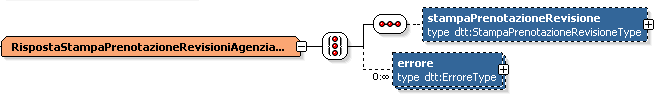 stampaPrenotazioneRevisione
type dtt:StampaPrenotazioneRevisioneType
RispostaStampaPrenotazioneRevisioniAgenzia...
errore
0:∞ type dtt:ErroreType